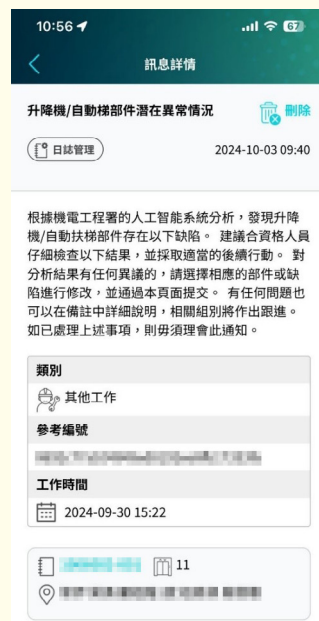 10:56
67
訊息詳情
升降機/自動梯部件潛在異常情況
刪除
日誌管理
2024-10-03 09:40
根據機電工程署的人工智能系統分析，發現升降
機/自動扶梯部件存在以下缺陷。 建議合資格人員
仔細檢查以下結果，並採取適當的後續行動。 對
分析結果有任何異議的，請選擇相應的部件或缺
陷進行修改，並通過本頁面提交。 有任何問題也
可以在備註中詳細說明，相關組別將作出跟進。
如已處理上述事項，則毋須理會此通知。
類別
其他工作
參考編號
工作時間
2024-09-30 15:22
11